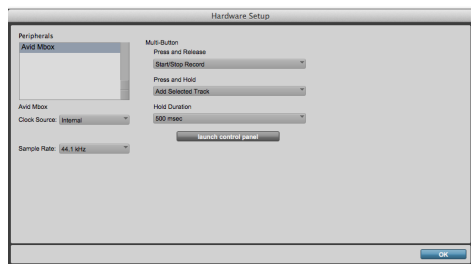 Hardware Setup
Peripherals
Avid Mbox
Avid Mbox
Clock Source: Internal
Sample Rate: 44.1 kHz
Multi-Button
Press and Release
Start/Stop Record
Press and Hold
Add Selected Track
Hold Duration
500 msec
launch control panel
OK